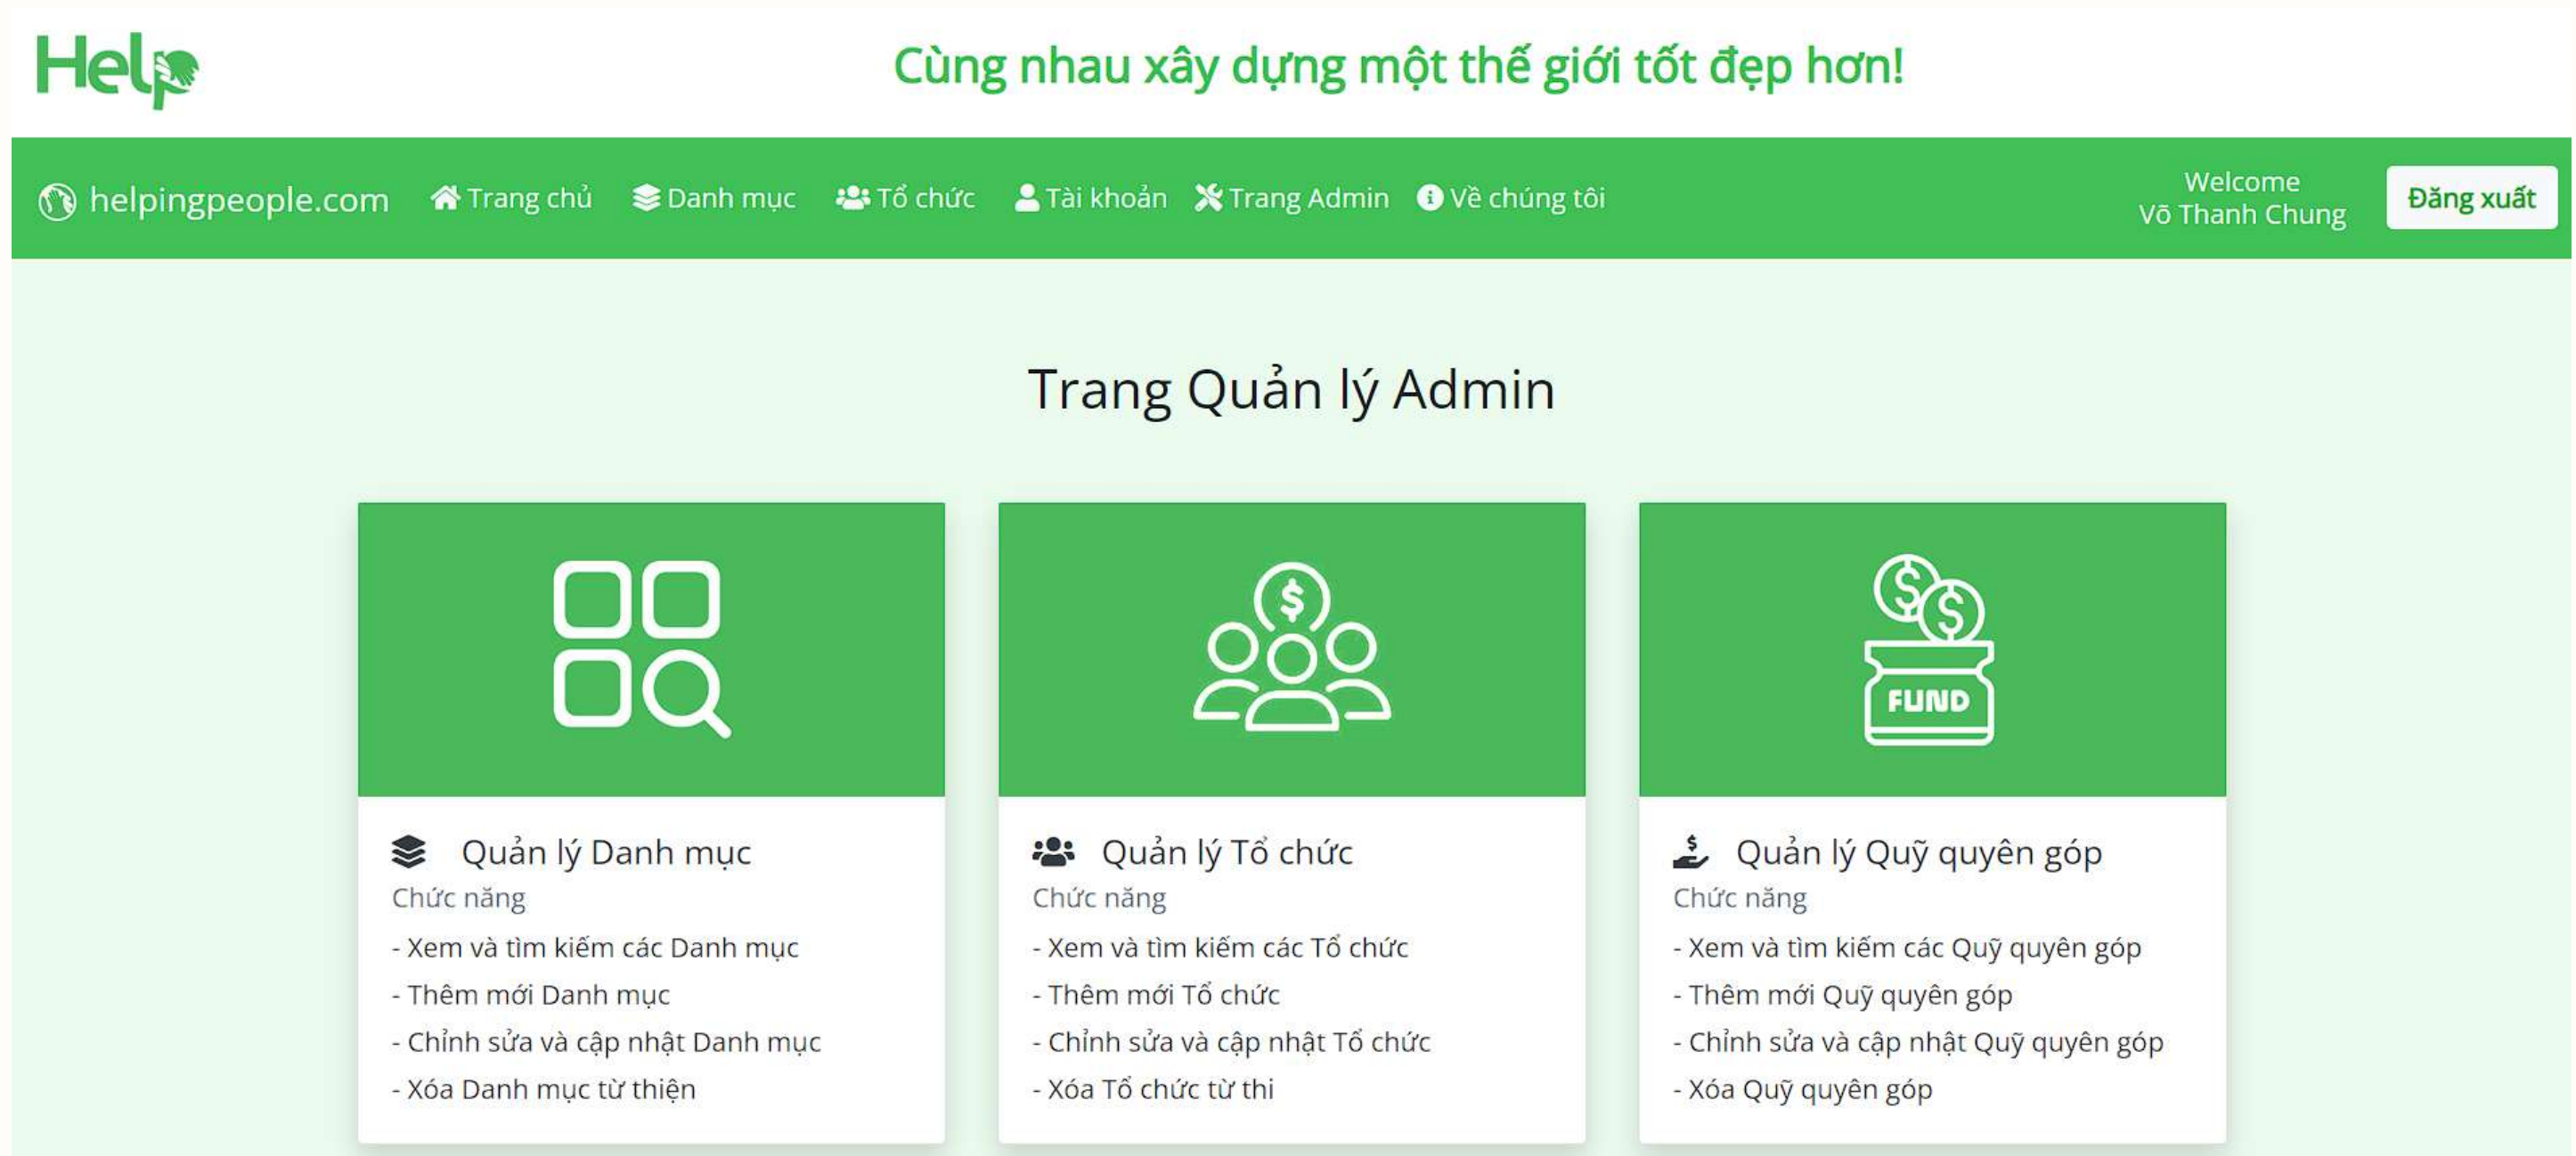 Help
Cùng nhau xây dựng một thế giới tốt đẹp hơn!
helpingpeople.com Trang chủ Danh mục Tổ chức Tài khoản Trang Admin Về chúng tôi
Welcome
Võ Thanh Chung
Đăng xuất
Trang Quản lý Admin
Quản lý Danh mục
Chức năng
- Xem và tìm kiếm các Danh mục
- Thêm mới Danh mục
- Chỉnh sửa và cập nhật Danh mục
- Xóa Danh mục từ thiện
$
Quản lý Tổ chức
Chức năng
- Xem và tìm kiếm các Tổ chức
- Thêm mới Tổ chức
- Chỉnh sửa và cập nhật Tổ chức
- Xóa Tổ chức từ thi
$ $
FUND
Quản lý Quỹ quyên góp
Chức năng
- Xem và tìm kiếm các Quỹ quyên góp
- Thêm mới Quỹ quyên góp
- Chỉnh sửa và cập nhật Quỹ quyên góp
- Xóa Quỹ quyên góp